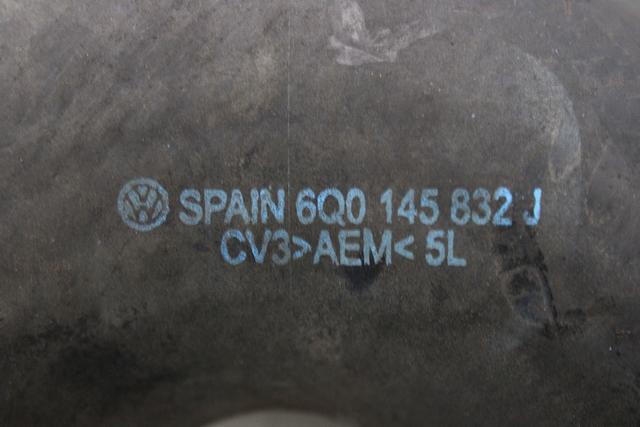 SPAIN 6Q0 145 832 J
CV3>AEM< 5L